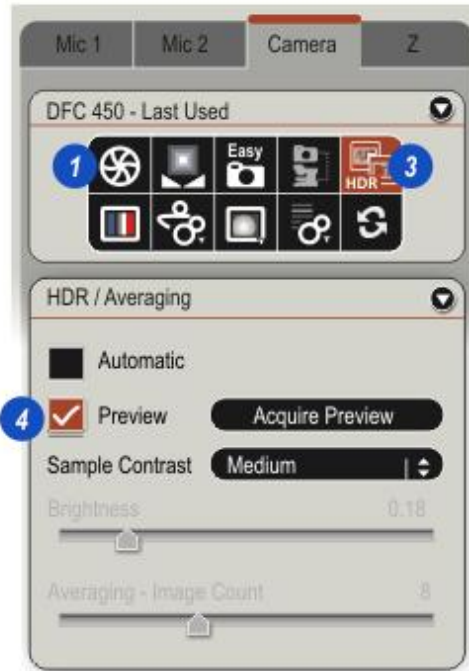 Mic 1 Mic 2 Camera Z
DFC 450 - Last Used
1 Easy 3
HDR
HDR / Averaging
Automatic
4 Preview Acquire Preview
Sample Contrast Medium
Brightness 0.18
Averaging - Image Count 8